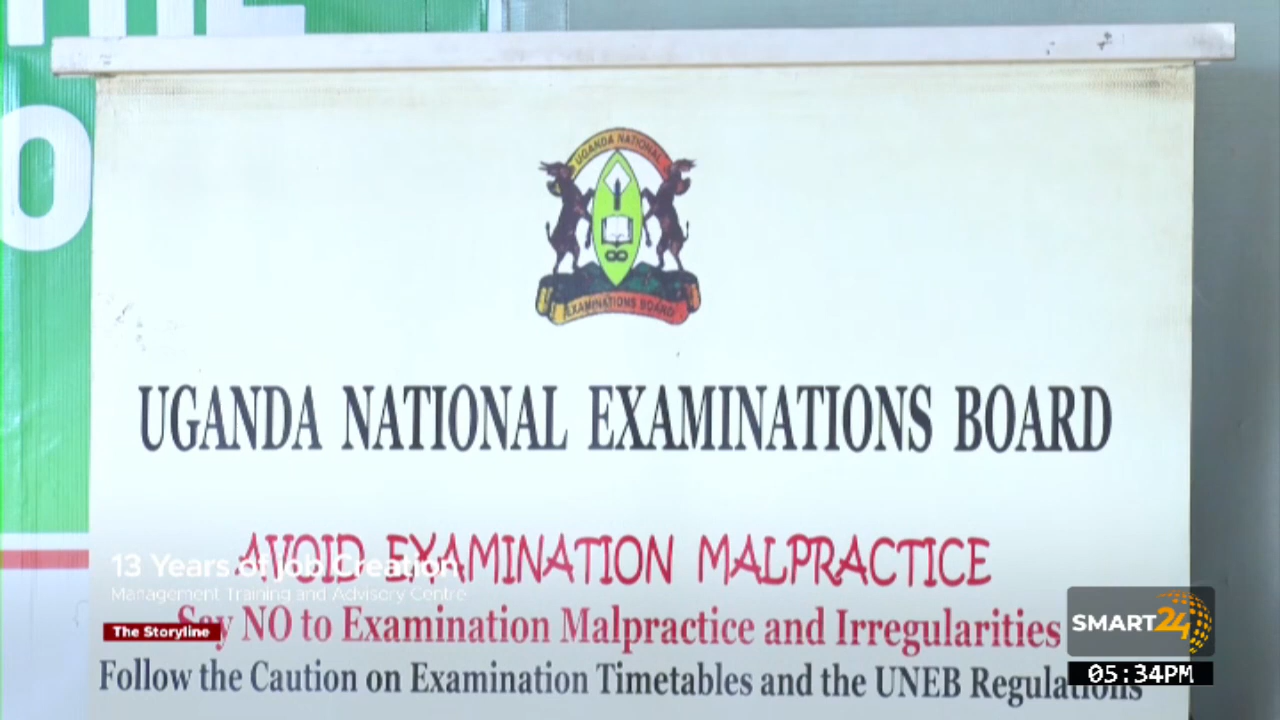 O
UGANDA NATIONAL
EXAMINATIONS BOARD
UGANDA NATIONAL EXAMINATIONS BOARD
AVOID EXAMINATION MALPRACTICE
13 Years of Job Creation
Management Training and Advisory Centre
Say NO to Examination Malpractice and Irregularities
The Storyline
SMART24
Follow the Caution on Examination Timetables and the UNEB Regulations
05:34PM